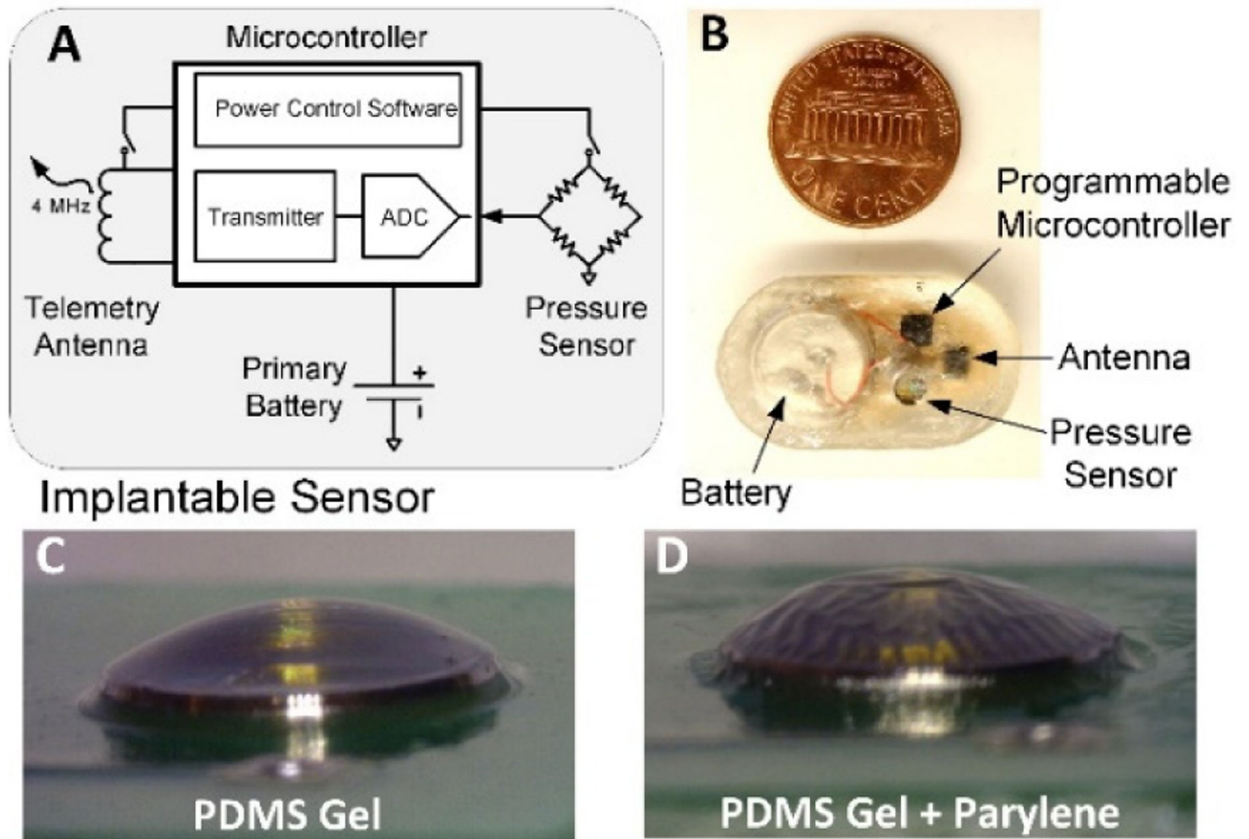 A
Microcontroller
Power Control Software
Transmitter
ADC
4 MHz
Telemetry
Antenna
Pressure
Sensor
Primary
Battery
+
Implantable Sensor
B
UNITED STATES OF AMERICA
ONE CENT
Programmable
Microcontroller
Antenna
Pressure
Sensor
Battery
C
PDMS Gel
D
PDMS Gel + Parylene